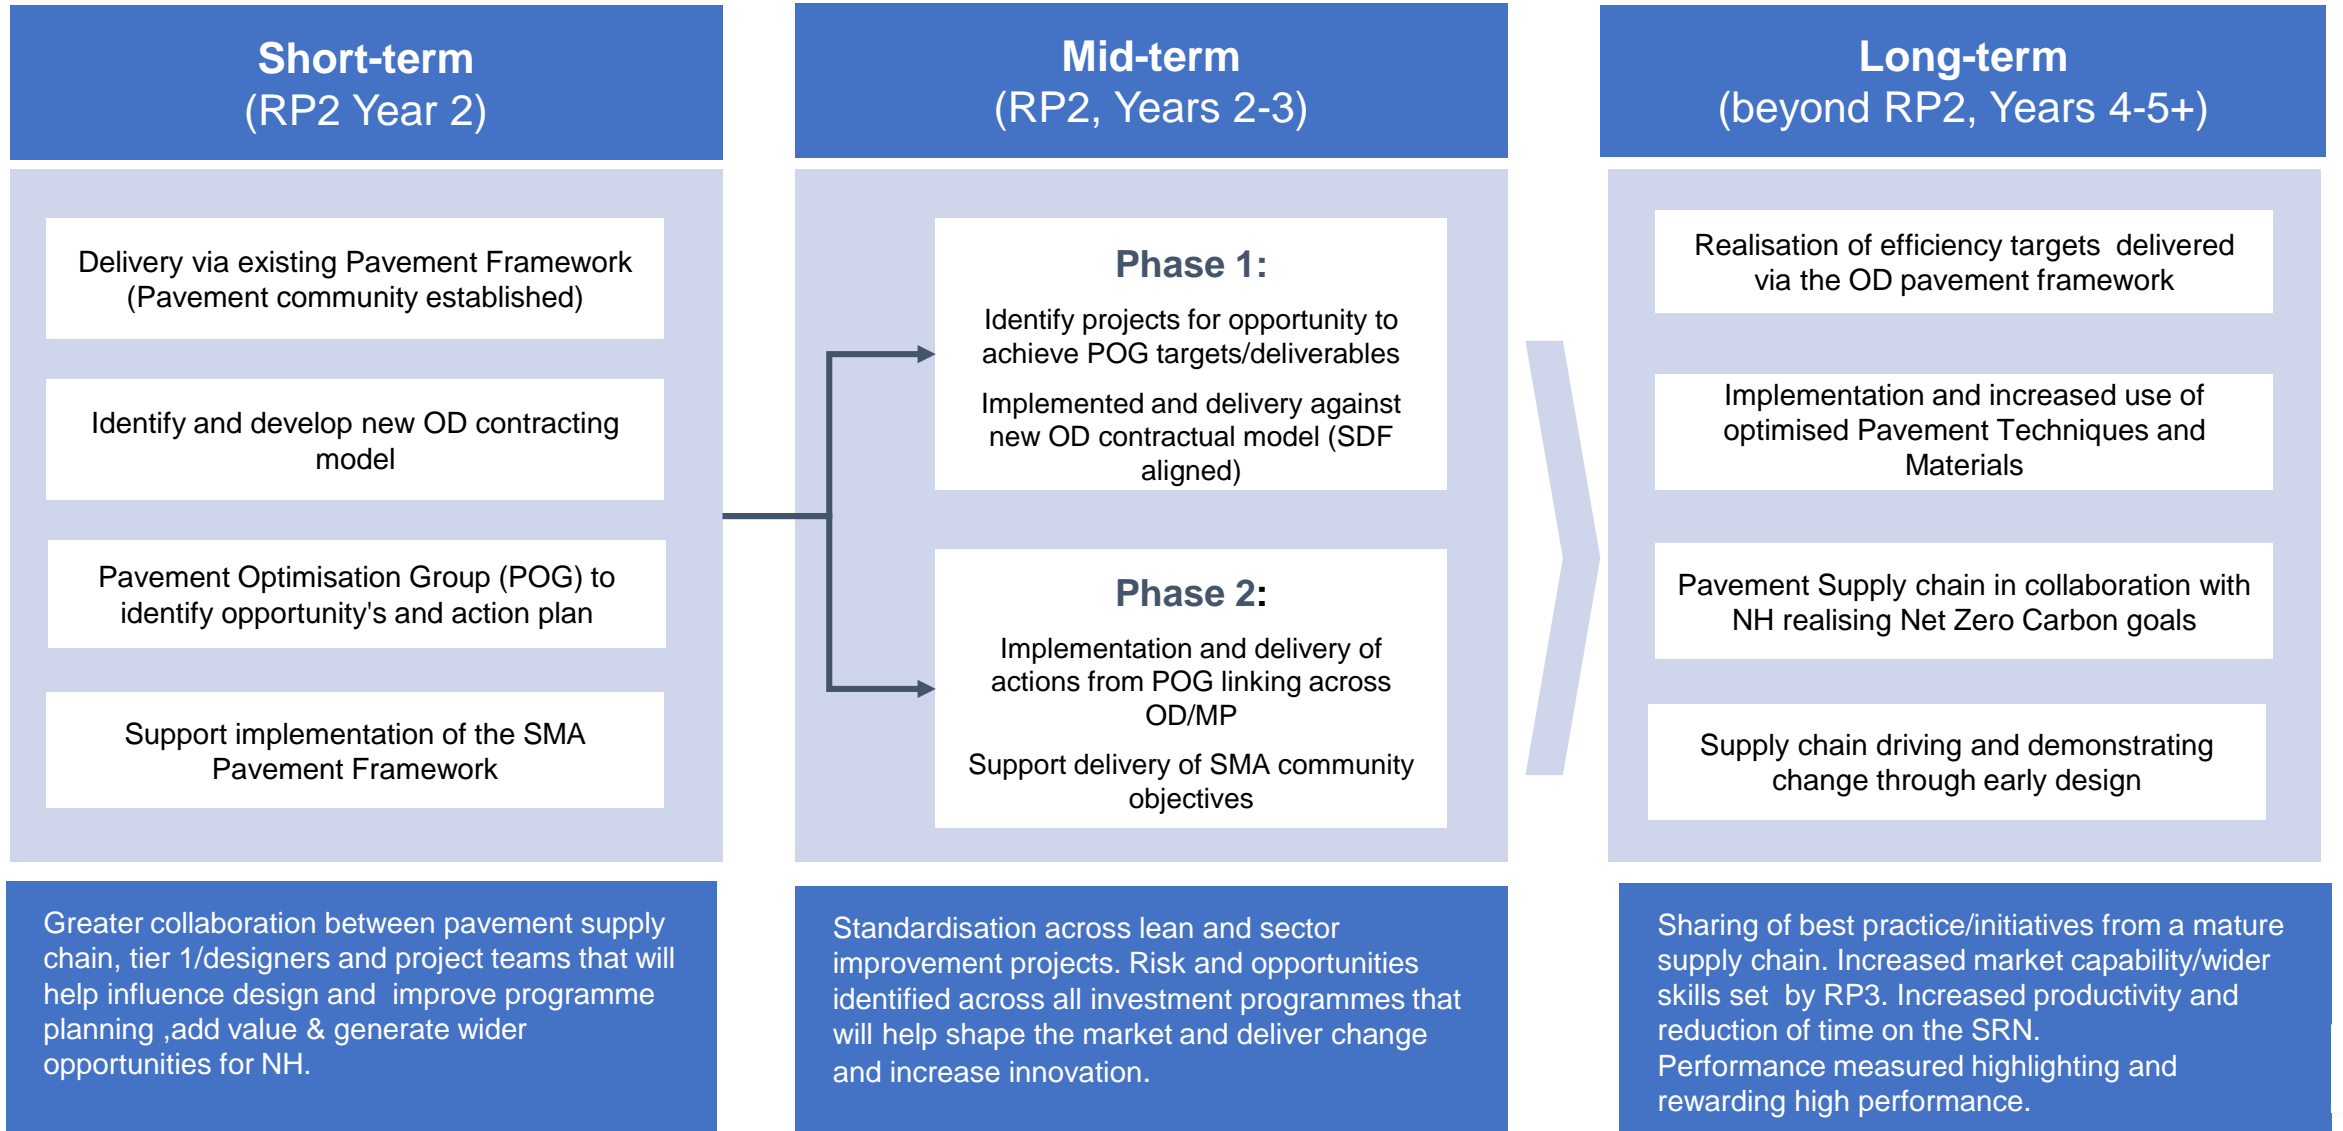 Short-term
(RP2 Year 2)
Delivery via existing Pavement Framework
(Pavement community established)
Identify and develop new OD contracting
model
Pavement Optimisation Group (POG) to
identify opportunity's and action plan
Support implementation of the SMA
Pavement Framework
Greater collaboration between pavement supply
chain, tier 1/designers and project teams that will
help influence design and improve programme
planning ,add value & generate wider
opportunities for NH.
Mid-term
(RP2, Years 2-3)
Phase 1:
Identify projects for opportunity to
achieve POG targets/deliverables
Implemented and delivery against
new OD contractual model (SDF
aligned)
Phase 2:
Implementation and delivery of
actions from POG linking across
OD/MP
Support delivery of SMA community
objectives
Standardisation across lean and sector
improvement projects. Risk and opportunities
identified across all investment programmes that
will help shape the market and deliver change
and increase innovation.
Long-term
(beyond RP2, Years 4-5+)
Realisation of efficiency targets delivered
via the OD pavement framework
Implementation and increased use of
optimised Pavement Techniques and
Materials
Pavement Supply chain in collaboration with
NH realising Net Zero Carbon goals
Supply chain driving and demonstrating
change through early design
Sharing of best practice/initiatives from a mature
supply chain. Increased market capability/wider
skills set by RP3. Increased productivity and
reduction of time on the SRN.
Performance measured highlighting and
rewarding high performance.